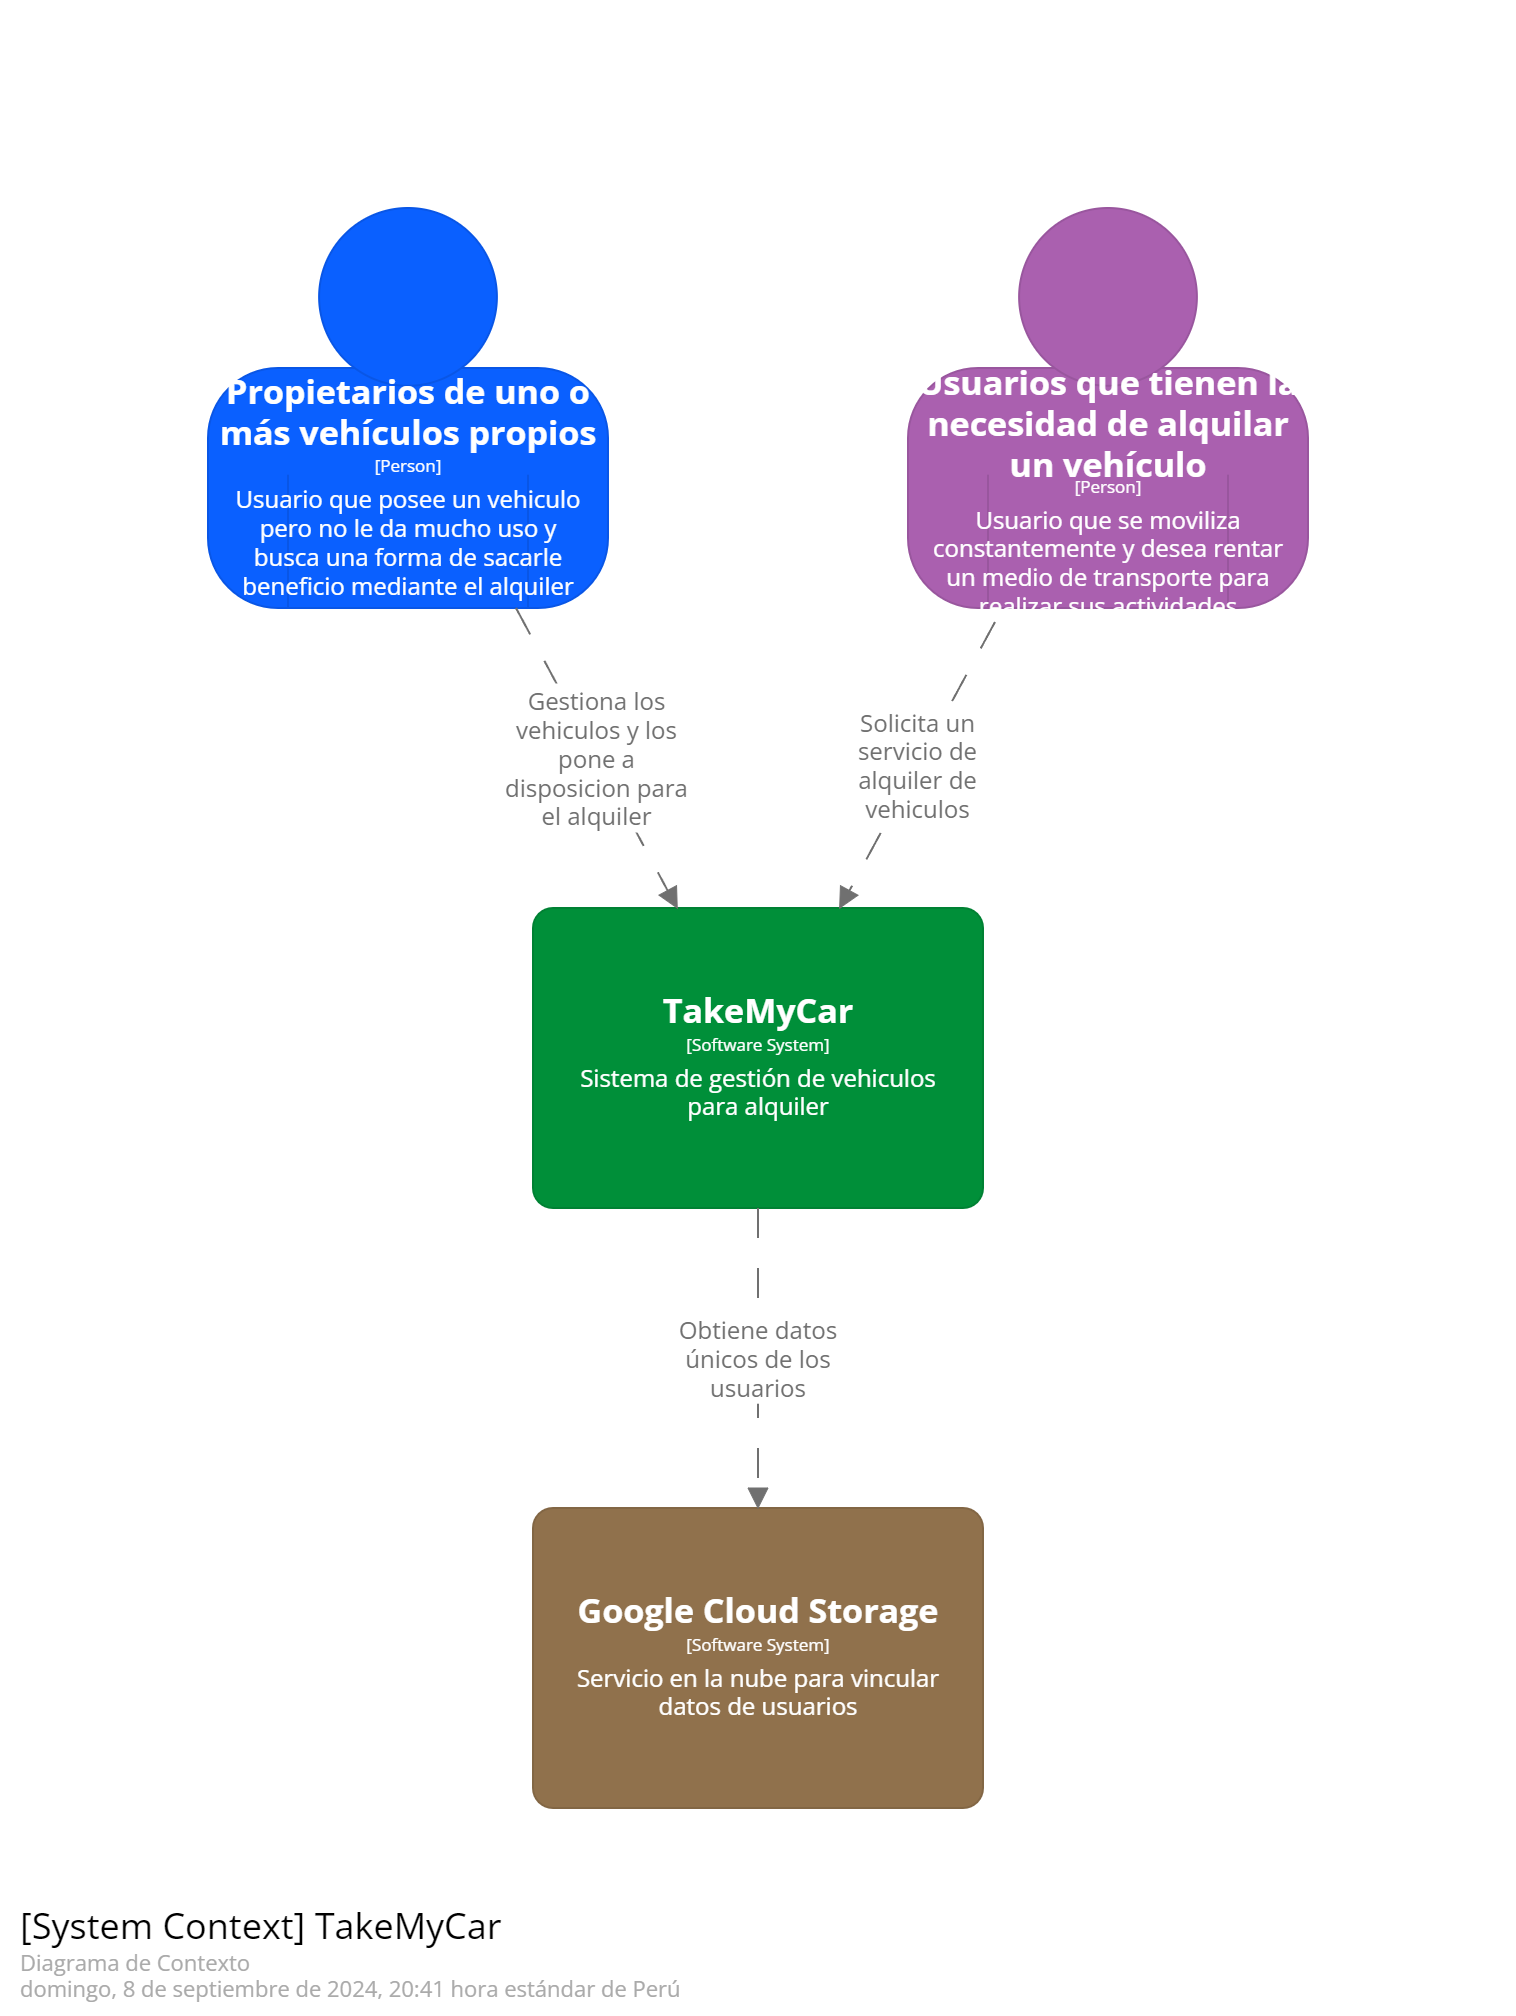 Propietarios de uno o
más vehículos propios
[Person]
Usuario que posee un vehiculo
pero no le da mucho uso y
busca una forma de sacarle
beneficio mediante el alquiler
Usuarios que tienen la
necesidad de alquilar
un vehículo
[Person]
Usuario que se moviliza
constantemente y desea rentar
un medio de transporte para
realizar sus actividades
Gestiona los
vehiculos y los
pone a
disposicion para
el alquiler
Solicita un
servicio de
alquiler de
vehiculos
TakeMyCar
[Software System]
Sistema de gestión de vehiculos
para alquiler
Obtiene datos
únicos de los
usuarios
Google Cloud Storage
[Software System]
Servicio en la nube para vincular
datos de usuarios
[System Context] TakeMyCar
Diagrama de Contexto
domingo, 8 de septiembre de 2024, 20:41 hora estándar de Perú